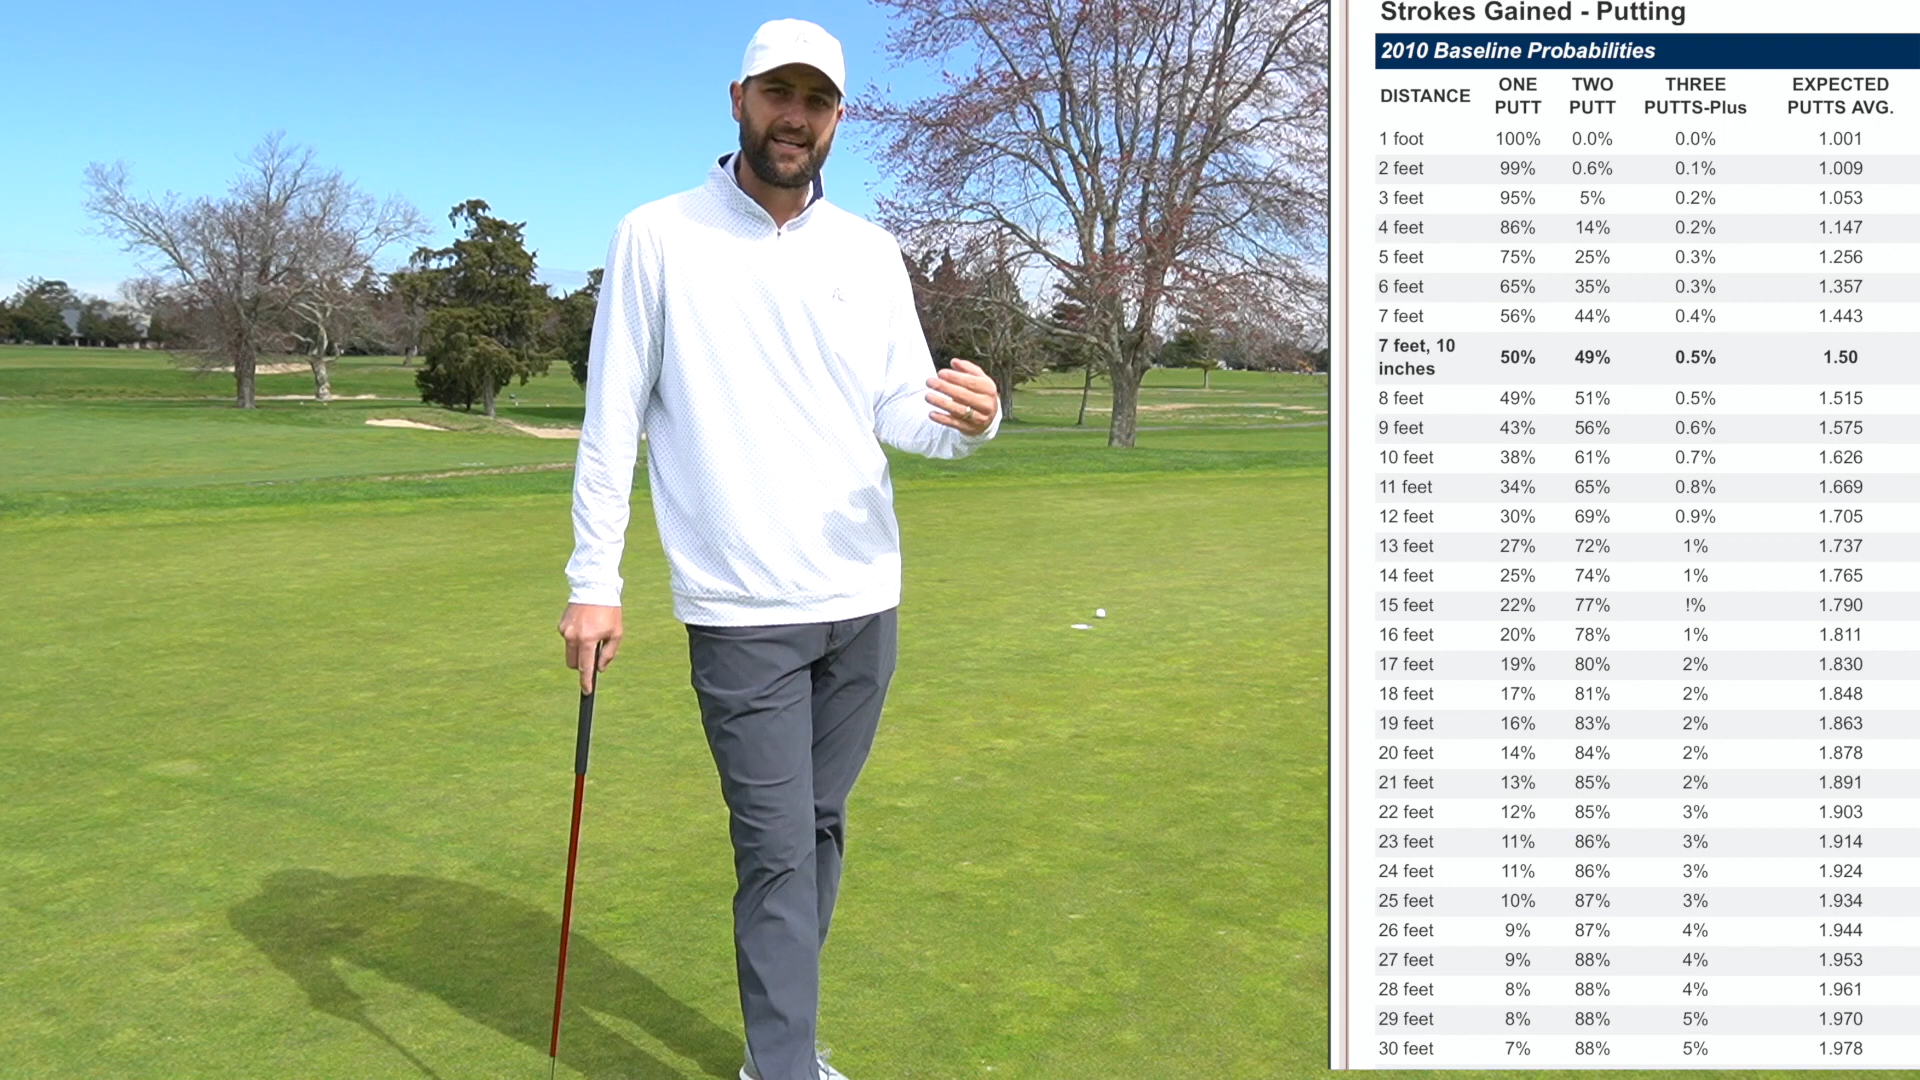 Strokes Gained - Putting
2010 Baseline Probabilities
DISTANCE ONE PUTT TWO PUTT THREE PUTTS-Plus EXPECTED PUTTS AVG.
1 foot 100% 0.0% 0.0% 1.001
2 feet 99% 0.6% 0.1% 1.009
3 feet 95% 5% 0.2% 1.053
4 feet 86% 14% 0.2% 1.147
5 feet 75% 25% 0.3% 1.256
6 feet 65% 35% 0.3% 1.357
7 feet 56% 44% 0.4% 1.443
7 feet, 10 inches 50% 49% 0.5% 1.50
8 feet 49% 51% 0.5% 1.515
9 feet 43% 56% 0.6% 1.575
10 feet 38% 61% 0.7% 1.626
11 feet 34% 65% 0.8% 1.669
12 feet 30% 69% 0.9% 1.705
13 feet 27% 72% 1% 1.737
14 feet 25% 74% 1% 1.765
15 feet 22% 77% !% 1.790
16 feet 20% 78% 1% 1.811
17 feet 19% 80% 2% 1.830
18 feet 17% 81% 2% 1.848
19 feet 16% 83% 2% 1.863
20 feet 14% 84% 2% 1.878
21 feet 13% 85% 2% 1.891
22 feet 12% 85% 3% 1.903
23 feet 11% 86% 3% 1.914
24 feet 11% 86% 3% 1.924
25 feet 10% 87% 3% 1.934
26 feet 9% 87% 4% 1.944
27 feet 9% 88% 4% 1.953
28 feet 8% 88% 4% 1.961
29 feet 8% 88% 5% 1.970
30 feet 7% 88% 5% 1.978